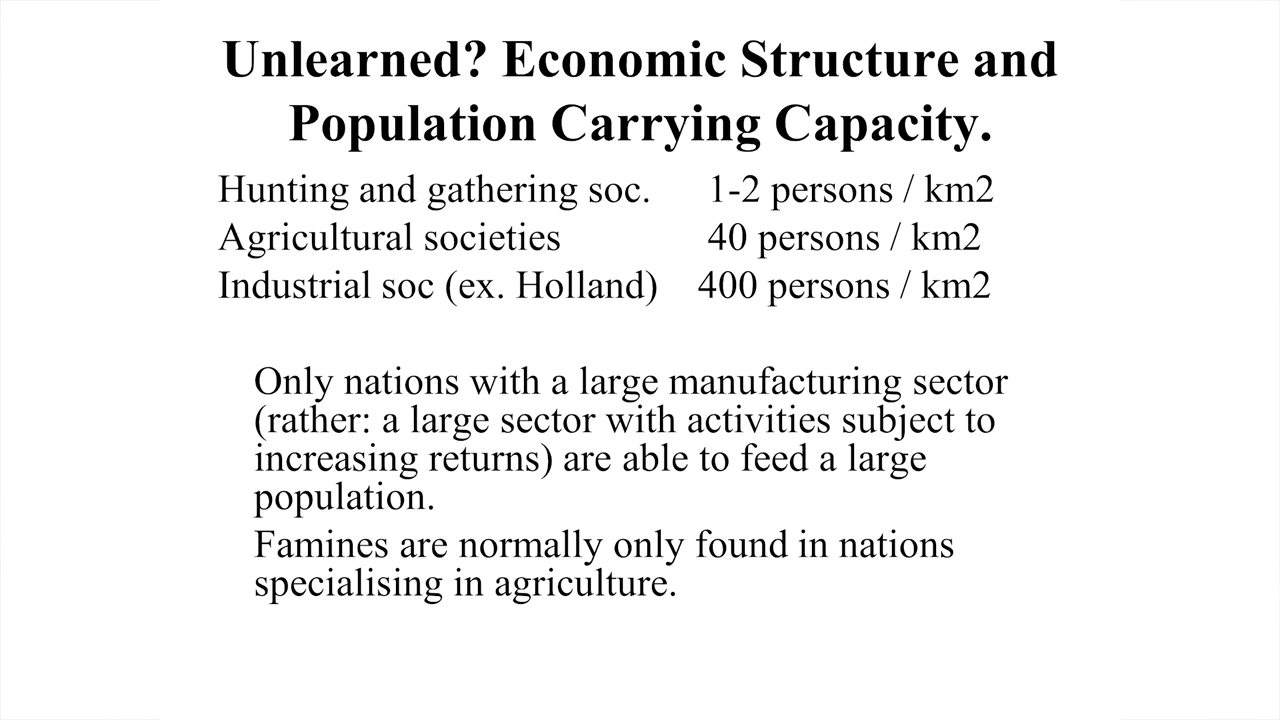 Unlearned? Economic Structure and
Population Carrying Capacity.
Hunting and gathering soc. 1-2 persons / km2
Agricultural societies 40 persons / km2
Industrial soc (ex. Holland) 400 persons / km2
Only nations with a large manufacturing sector
(rather: a large sector with activities subject to
increasing returns) are able to feed a large
population.
Famines are normally only found in nations
specialising in agriculture.